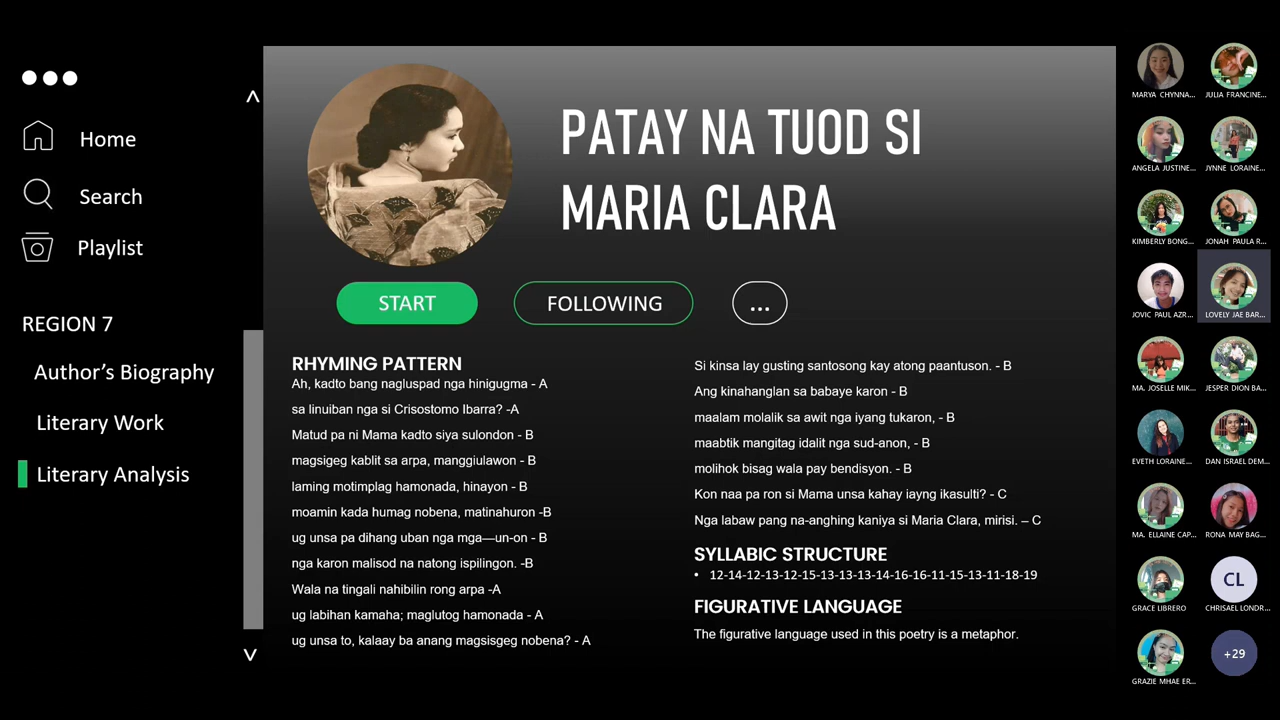 Home
Search
Playlist
REGION 7
Author's Biography
Literary Work
Literary Analysis
PATAY NA TUOD SI
MARIA CLARA
START
FOLLOWING
...
RHYMING PATTERN
Ah, kadto bang nagluspad nga hinigugma - A
sa linuiban nga si Crisostomo Ibarra? -A
Matud pa ni Mama kadto siya sulondon - B
magsigeg kablit sa arpa, manggiulawon - B
laming motimplag hamonada, hinayon - B
moamin kada humag nobena, matinahuron -B
ug unsa pa dihang uban nga mga—un-on - B
nga karon malisod na natong ispilingon. -B
Wala na tingali nahibilin rong arpa -A
ug labihan kamaha; maglutog hamonada - A
ug unsa to, kalaay ba anang magsisgeg nobena? - A
Si kinsa lay gusting santosong kay atong paantuson. - B
Ang kinahanglan sa babaye karon - B
maalam molalik sa awit nga iyang tukaron, - B
maabtik mangitag idalit nga sud-anon, - B
molihok bisag wala pay bendisyon. - B
Kon naa pa ron si Mama unsa kahay iayng ikasulti? - C
Nga labaw pang na-anghing kaniya si Maria Clara, mirisi. – C
SYLLABIC STRUCTURE
• 12-14-12-13-12-15-13-13-13-14-16-16-11-15-13-11-18-19
FIGURATIVE LANGUAGE
The figurative language used in this poetry is a metaphor.
MARYA CHYNNA...
JULIA FRANCINE...
ANGELA JUSTINE...
JYNNE LORAINE...
KIMBERLY BONG...
JONAH PAULA R...
JOVIC PAUL AZR...
LOVELY JAE BAR...
MA. JOSELLE MIK...
JESPER DION BA...
EVETH LORAINE...
DAN ISRAEL DEM...
MA. ELLAINE CAP...
RONA MAY BAG...
GRACE LIBRERO
CL
CHRISAEL LONDR...
GRAZIE MHAE ER...
+29